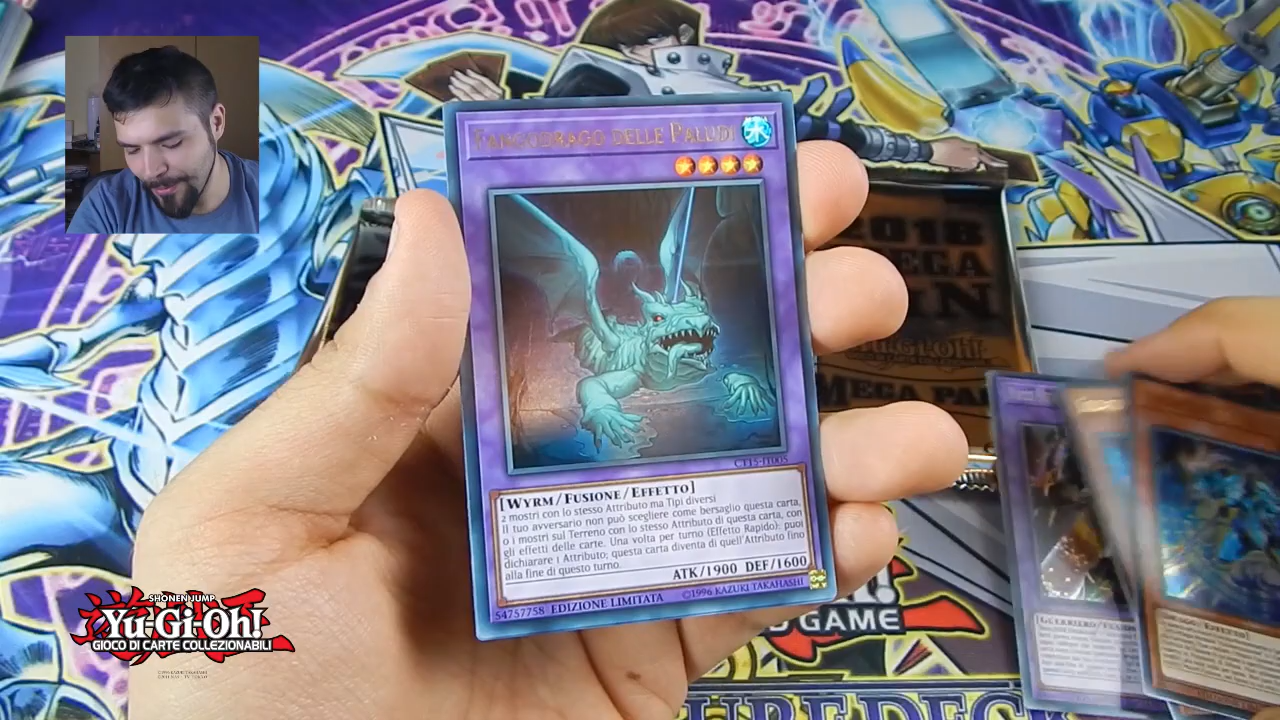 Fangodrago delle Paludi
CT15-IT005
[Wyrm/Fusione/Effetto]
2 mostri con lo stesso Attributo ma Tipi diversi
Il tuo avversario non può scegliere come bersaglio questa carta,
o i mostri sul Terreno con lo stesso Attributo di questa carta, con
gli effetti delle carte. Una volta per turno (Effetto Rapido): puoi
dichiarare 1 Attributo; questa carta diventa di quell'Attributo fino
alla fine di questo turno.
ATK/1900 DEF/1600
54757758 EDIZIONE LIMITATA ©1996 KAZUKI TAKAHASHI
2018
MEGA
TIN
MEGA PA
GAME
SHONEN JUMP
Yu-Gi-Oh!
GIOCO DI CARTE COLLEZIONABILI